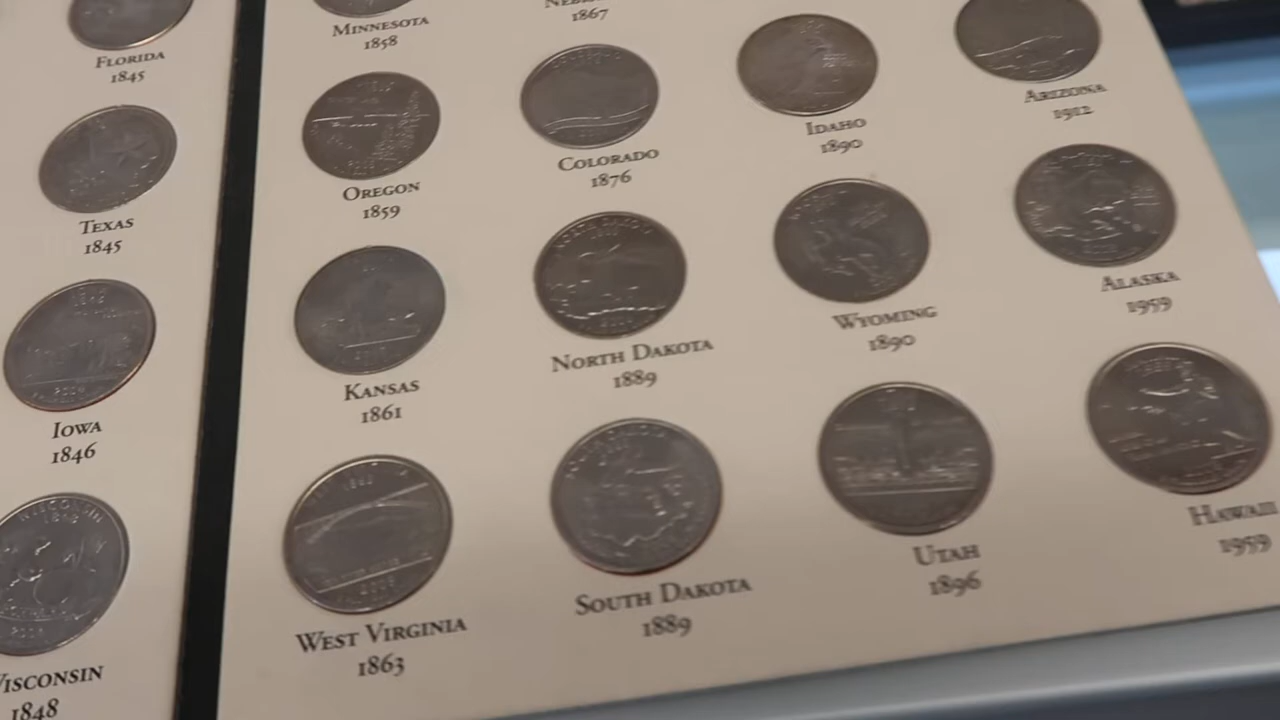 FLORIDA
1845
TEXAS
1845
IOWA
1846
WISCONSIN
1848
MINNESOTA
1858
OREGON
1859
KANSAS
1861
WEST VIRGINIA
1863
1867
COLORADO
1876
NORTH DAKOTA
1889
SOUTH DAKOTA
1889
IDAHO
1890
WYOMING
1890
UTAH
1896
ARIZONA
1912
ALASKA
1959
HAWAII
1959